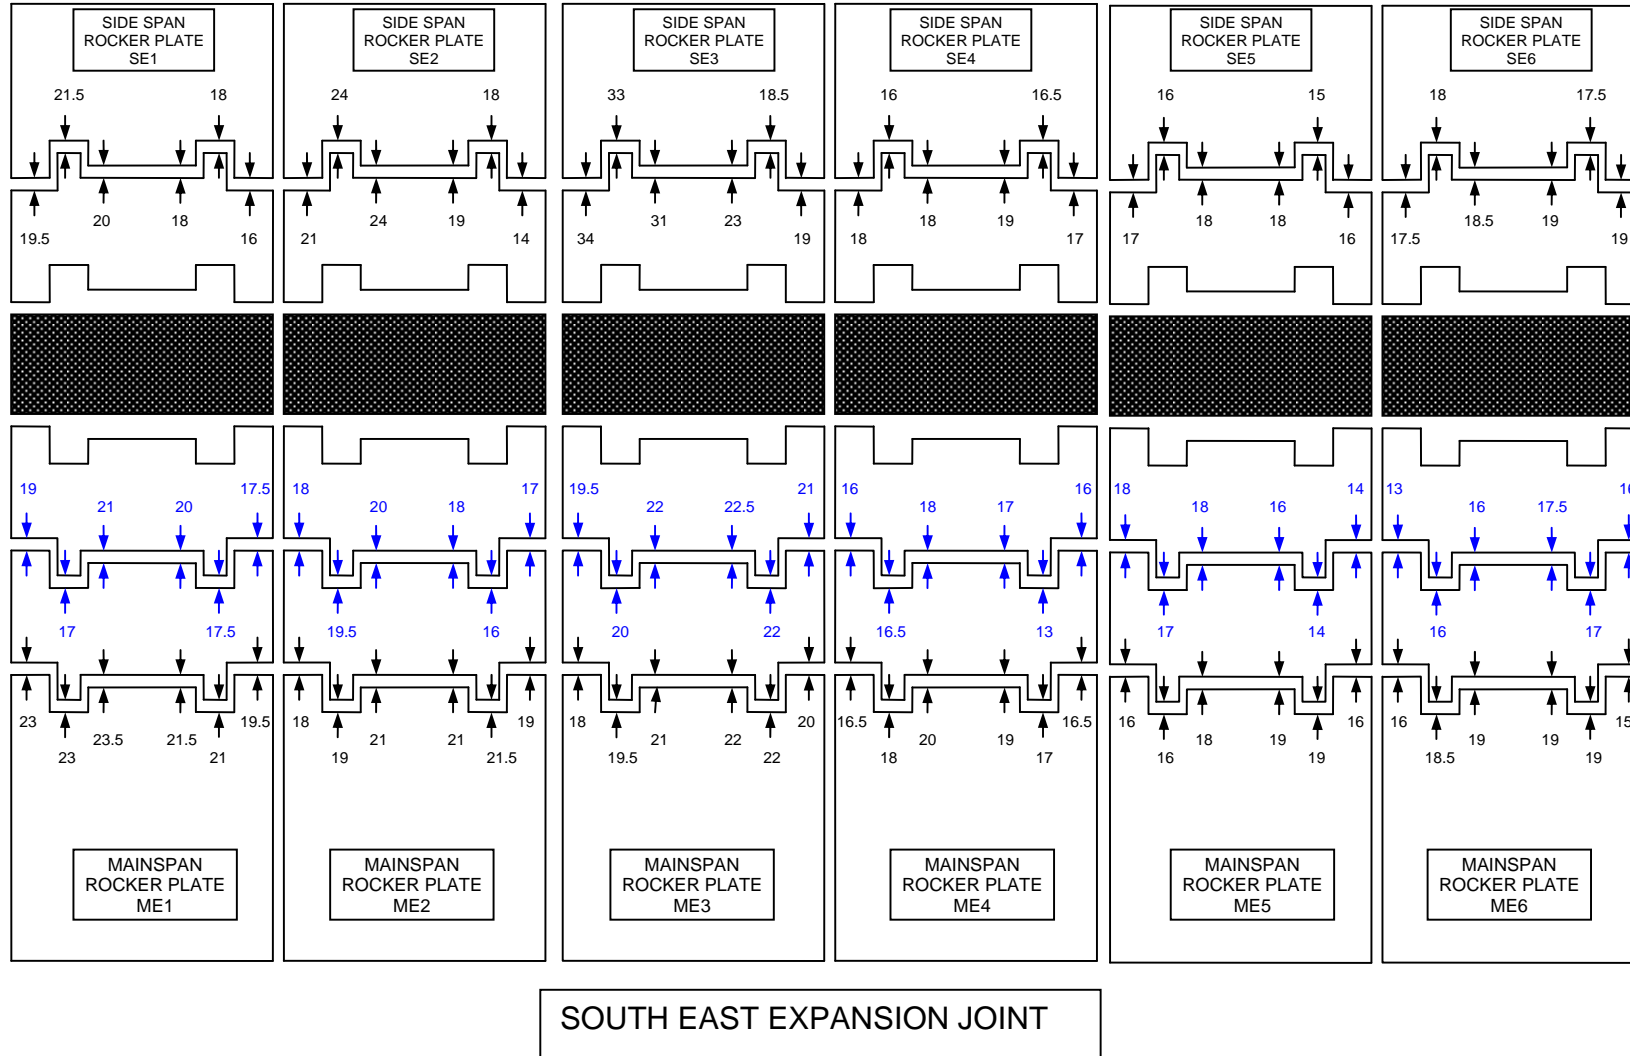 SIDE SPAN
ROCKER PLATE
SE1
SIDE SPAN
ROCKER PLATE
SE2
SIDE SPAN
ROCKER PLATE
SE3
SIDE SPAN
ROCKER PLATE
SE4
SIDE SPAN
ROCKER PLATE
SE5
SIDE SPAN
ROCKER PLATE
SE6
21.5 18 24 18 33 18.5 16 16.5 16 15 18 17.5
20 18 24 19 31 23 18 19 18 18 18.5 19
19.5 16 21 14 34 19 18 17 17 16 17.5 19
19 17.5 18 17 19.5 21 16 16 18 14 13 16
21 20 20 18 22 22.5 18 17 18 16 16 17.5
17 17.5 19.5 16 20 22 16.5 13 17 14 16 17
23 19.5 18 19 18 20 16.5 16.5 16 16 16 15
23.5 21.5 21 21 21 22 20 19 18 19 19 19
23 21 19 21.5 19.5 22 18 17 16 19 18.5 19
MAINSPAN
ROCKER PLATE
ME1
MAINSPAN
ROCKER PLATE
ME2
MAINSPAN
ROCKER PLATE
ME3
MAINSPAN
ROCKER PLATE
ME4
MAINSPAN
ROCKER PLATE
ME5
MAINSPAN
ROCKER PLATE
ME6
SOUTH EAST EXPANSION JOINT